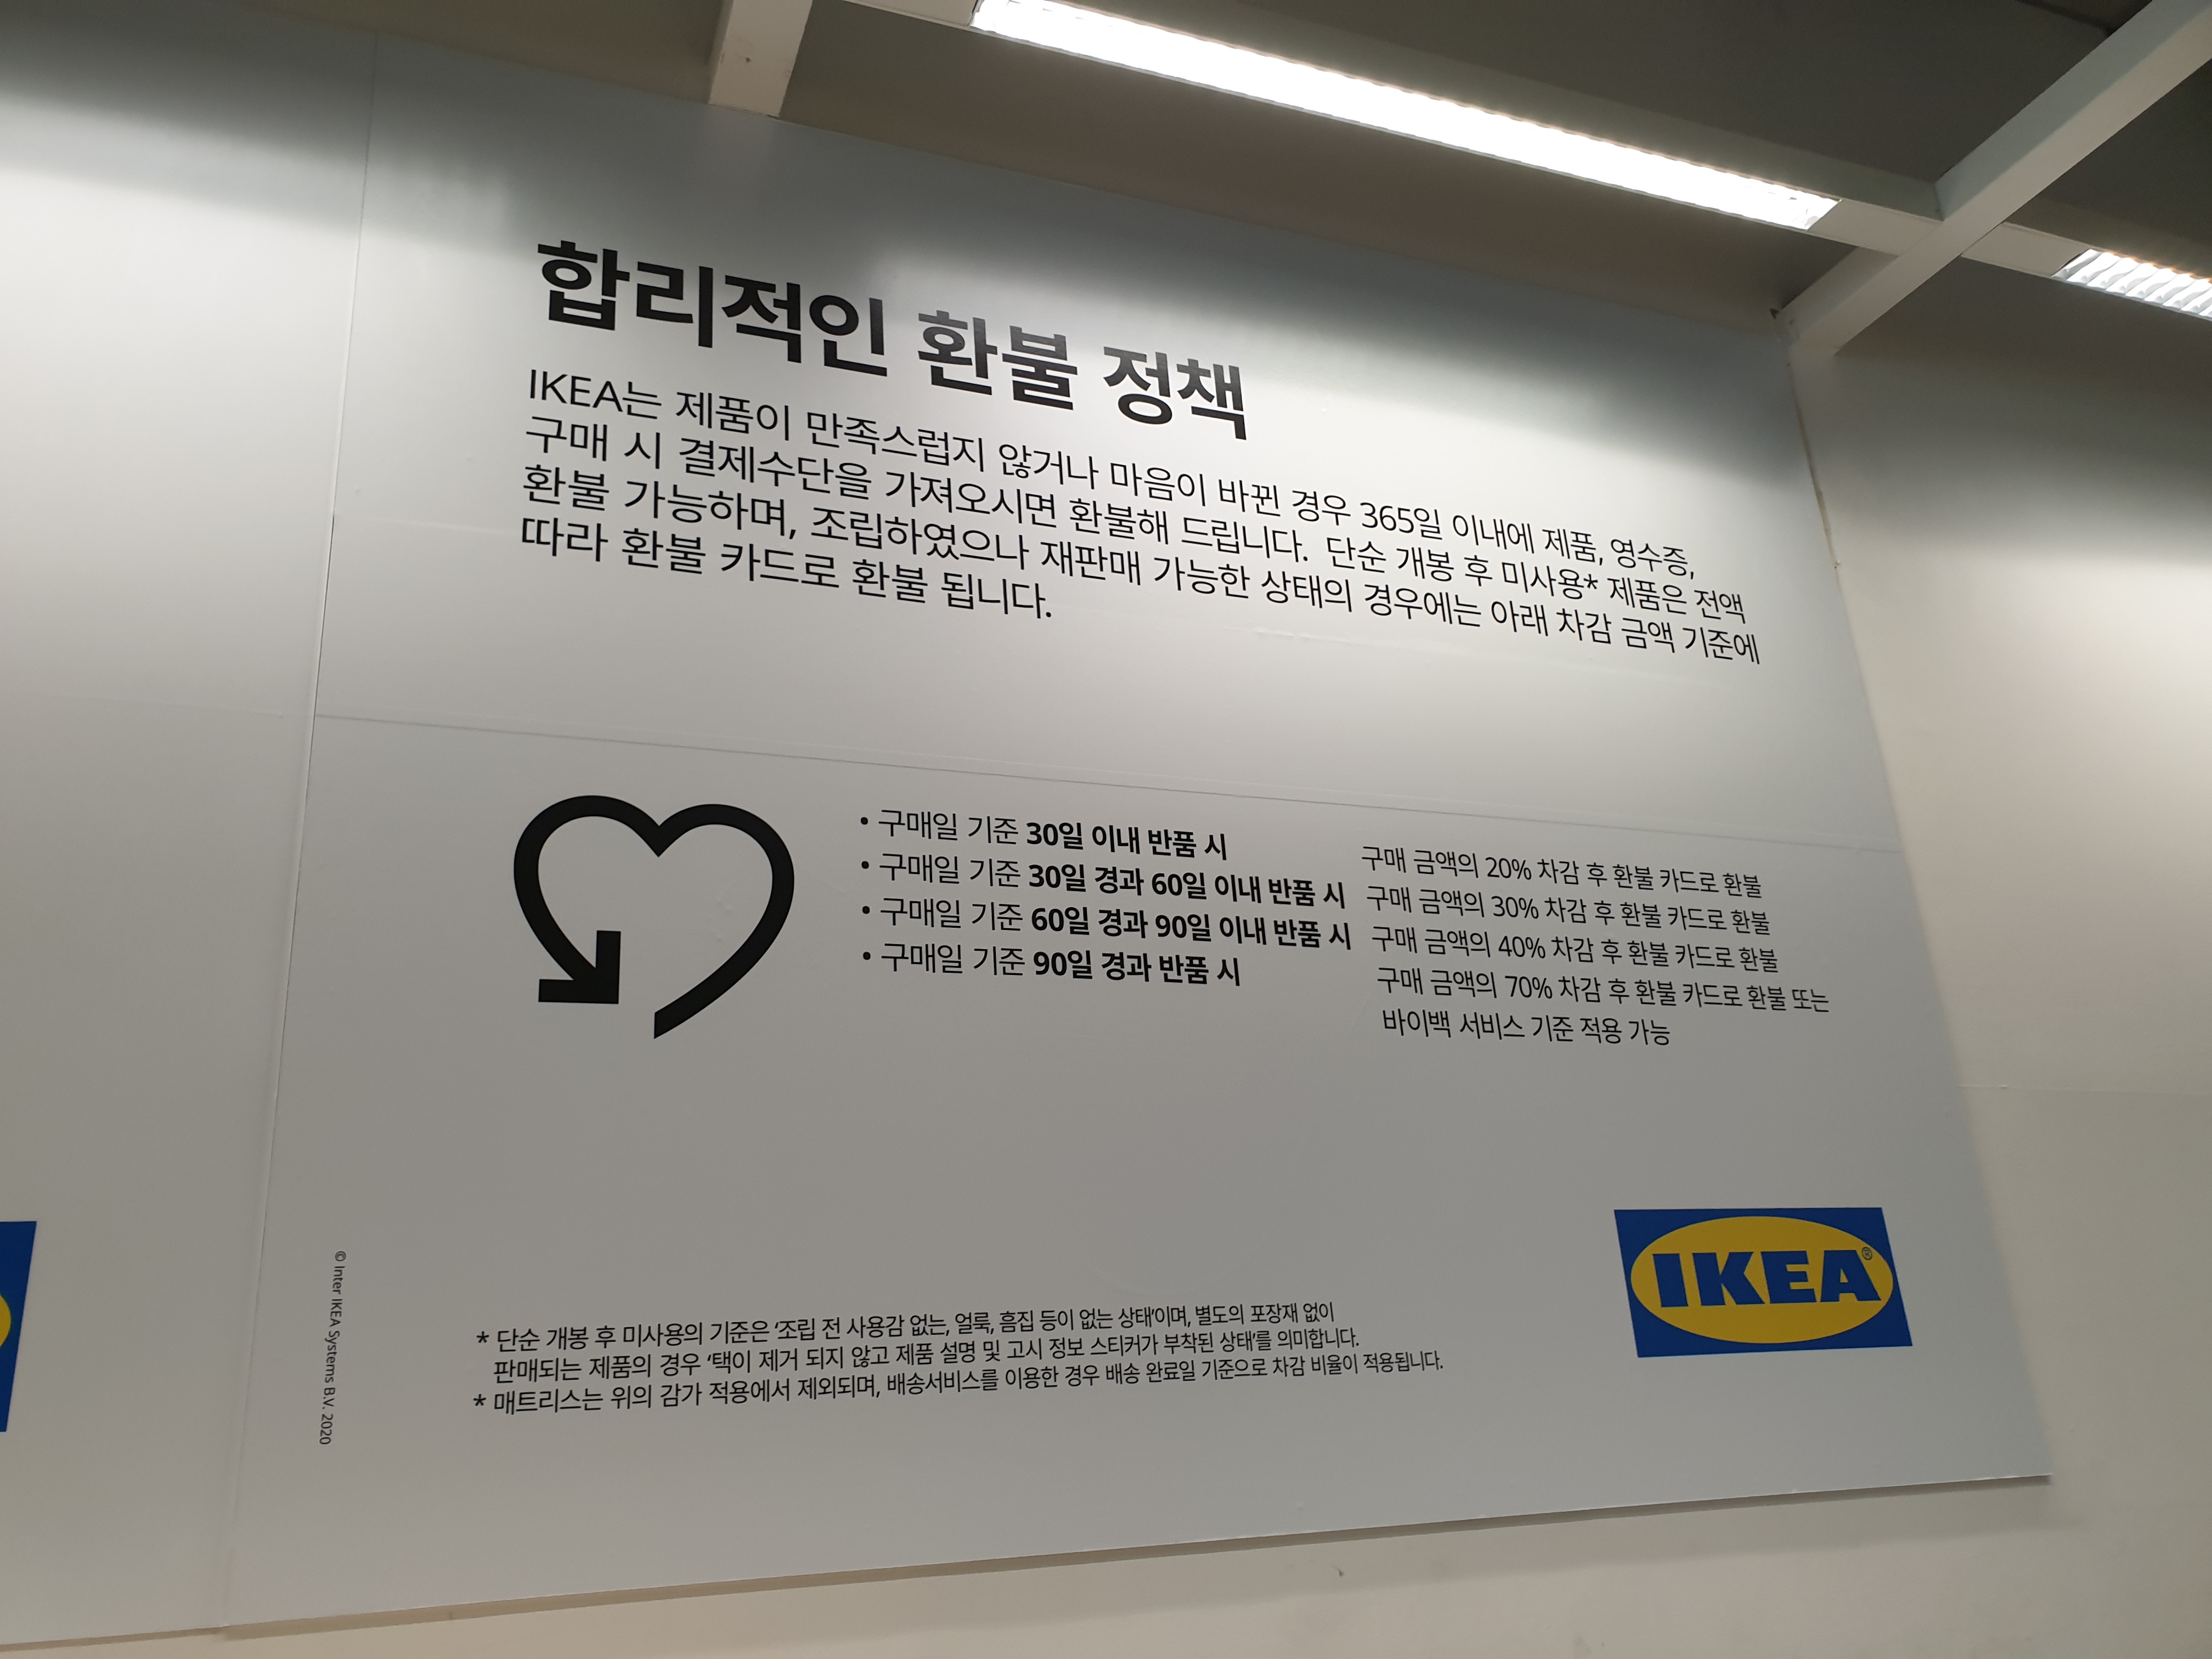 합리적인 환불 정책
IKEA는 제품이 만족스럽지 않거나 마음이 바뀐 경우 365일 이내에 제품, 영수증,
구매 시 결제수단을 가져오시면 환불해 드립니다. 단순 개봉 후 미사용* 제품은 전액
환불 가능하며, 조립하였으나 재판매 가능한 상태의 경우에는 아래 차감 금액 기준에
따라 환불 카드로 환불 됩니다.
• 구매일 기준 30일 이내 반품 시 구매 금액의 20% 차감 후 환불 카드로 환불
• 구매일 기준 30일 경과 60일 이내 반품 시 구매 금액의 30% 차감 후 환불 카드로 환불
• 구매일 기준 60일 경과 90일 이내 반품 시 구매 금액의 40% 차감 후 환불 카드로 환불
• 구매일 기준 90일 경과 반품 시 구매 금액의 70% 차감 후 환불 카드로 환불 또는
바이백 서비스 기준 적용 가능
IKEA®
* 단순 개봉 후 미사용의 기준은 ‘조립 전 사용감 없는, 얼룩, 흠집 등이 없는 상태’이며, 별도의 포장재 없이
판매되는 제품의 경우 ‘택이 제거 되지 않고 제품 설명 및 고시 정보 스티커가 부착된 상태’를 의미합니다.
* 매트리스는 위의 감가 적용에서 제외되며, 배송서비스를 이용한 경우 배송 완료일 기준으로 차감 비율이 적용됩니다.
© Inter IKEA Systems B.V. 2020